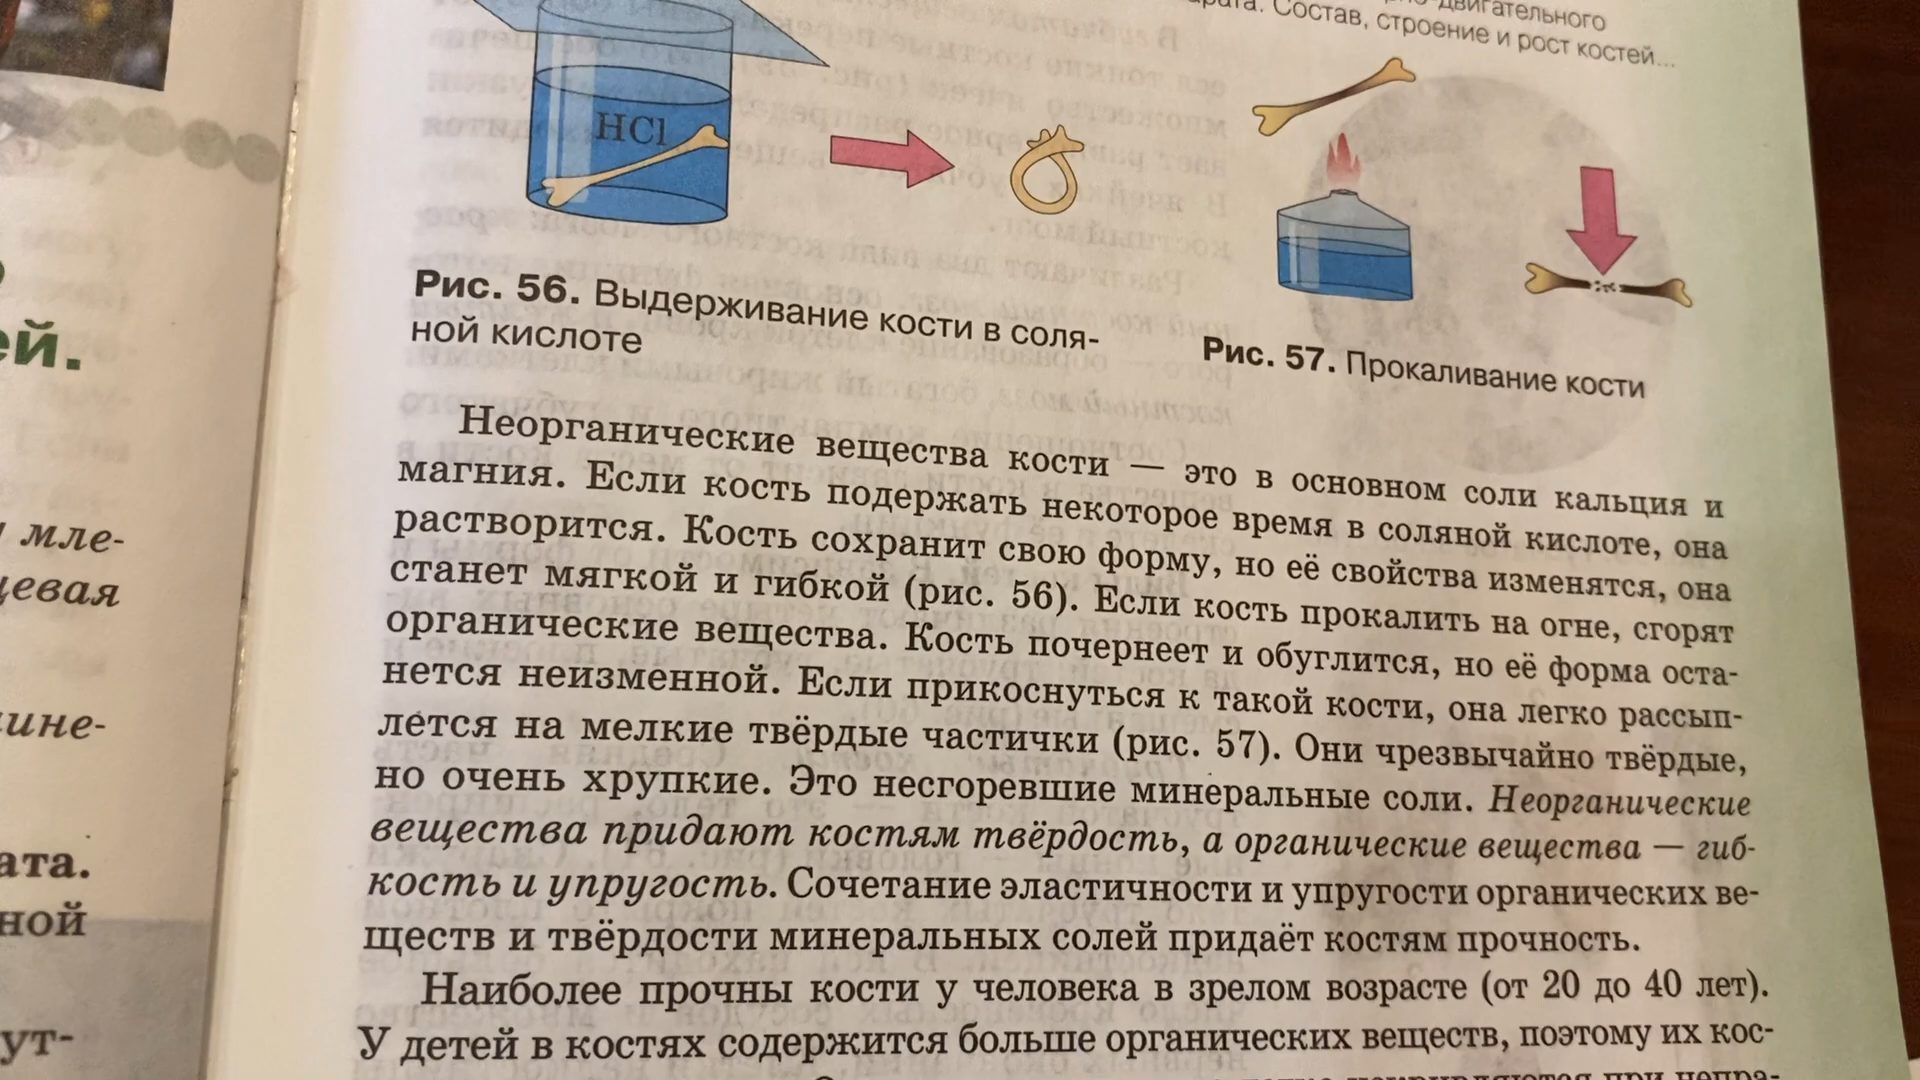 двигательного
Состав, строение и рост костей...
HCl
Рис. 56. Выдерживание кости в соля-
ной кислоте
Рис. 57. Прокаливание кости
Неорганические вещества кости — это в основном соли кальция и
магния. Если кость подержать некоторое время в соляной кислоте, она
растворится. Кость сохранит свою форму, но её свойства изменятся, она
станет мягкой и гибкой (рис. 56). Если кость прокалить на огне, сгорят
органические вещества. Кость почернеет и обуглится, но её форма оста-
нется неизменной. Если прикоснуться к такой кости, она легко рассып-
лется на мелкие твёрдые частички (рис. 57). Они чрезвычайно твёрдые,
но очень хрупкие. Это несгоревшие минеральные соли. Неорганические
вещества придают костям твёрдость, а органические вещества — гиб-
кость и упругость. Сочетание эластичности и упругости органических ве-
ществ и твёрдости минеральных солей придаёт костям прочность.
Наиболее прочны кости у человека в зрелом возрасте (от 20 до 40 лет).
У детей в костях содержится больше органических веществ, поэтому их кос-
ей.
мле-
цевая
ине-
ата.
ной
ут-